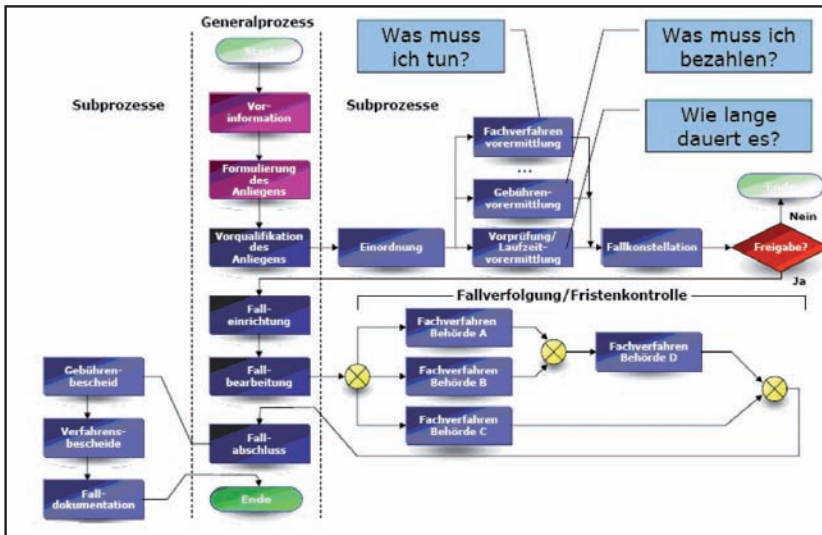 Generalprozess
Start
Was muss
ich tun?
Was muss ich
bezahlen?
Subprozesse
Vor-
information
Subprozesse
Wie lange
dauert es?
Fachverfahren
vormittlung
...
Formulierung
des
Anliegens
Gebühren-
vormittlung
Ende
Nein
Vorqualifikation
des
Anliegens
Einordnung
Vorprüfung/
Laufzeit-
vormittlung
Fallkonstellation
Freigabe?
Ja
Fallverfolgung/Fristenkontrolle
Fall-
einrichtung
Fachverfahren
Behörde A
Fachverfahren
Behörde D
Gebühren-
bescheid
Fall-
bearbeitung
Fachverfahren
Behörde B
Verfahrens-
bescheide
Fall-
abschluss
Fachverfahren
Behörde C
Fall-
dokumentation
Ende